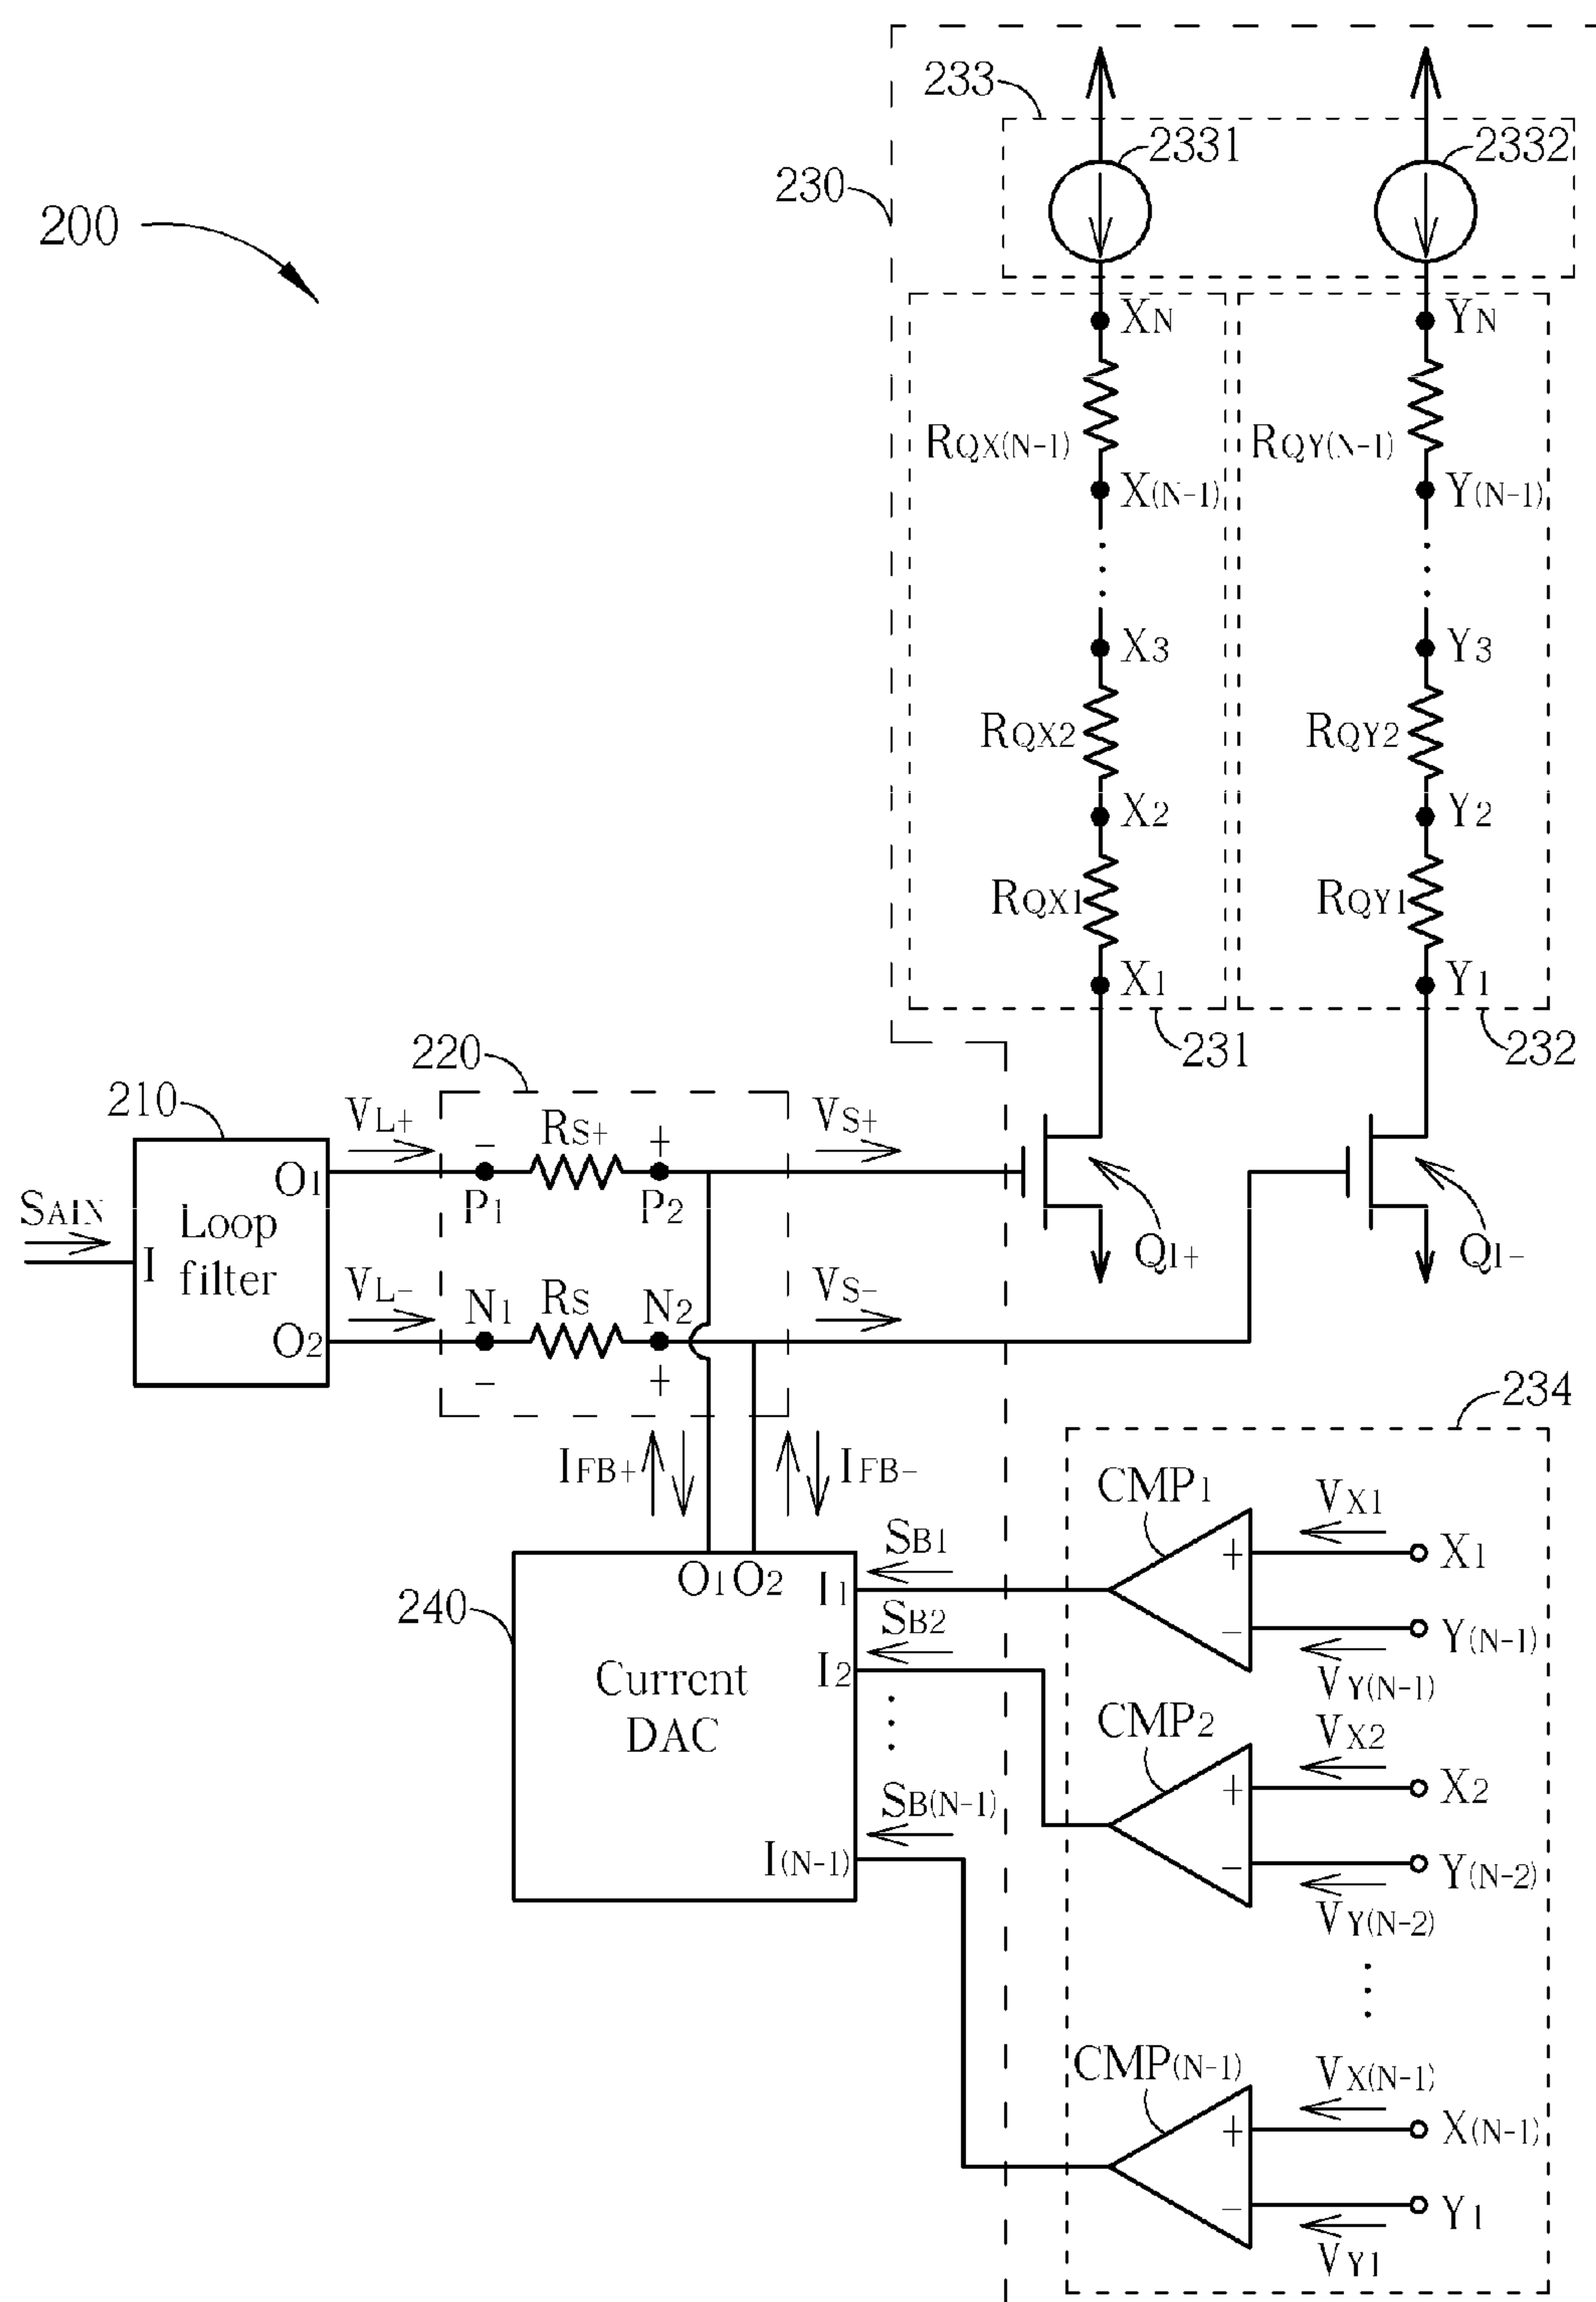 233
2331
2332
230
200
XN
YN
RQX(N-1)
RQY(N-1)
X(N-1)
Y(N-1)
X3
Y3
RQX2
RQY2
X2
Y2
RQX1
RQY1
X1
Y1
231
232
220
210
VL+
- RS+ +
VS+
O1
P1
P2
SAIN
Loop
filter
I
Q1+
Q1-
VL-
N1
RS
N2
VS-
O2
- +
234
IFB+
IFB-
CMP1
VX1
SB1
+ X1
O1 O2
I1
240
SB2
- Y(N-1)
I2
VY(N-1)
Current
DAC
CMP2
VX2
+ X2
SB(N-1)
I(N-1)
- Y(N-2)
VY(N-2)
CMP(N-1)
VX(N-1)
+ X(N-1)
- Y1
VY1